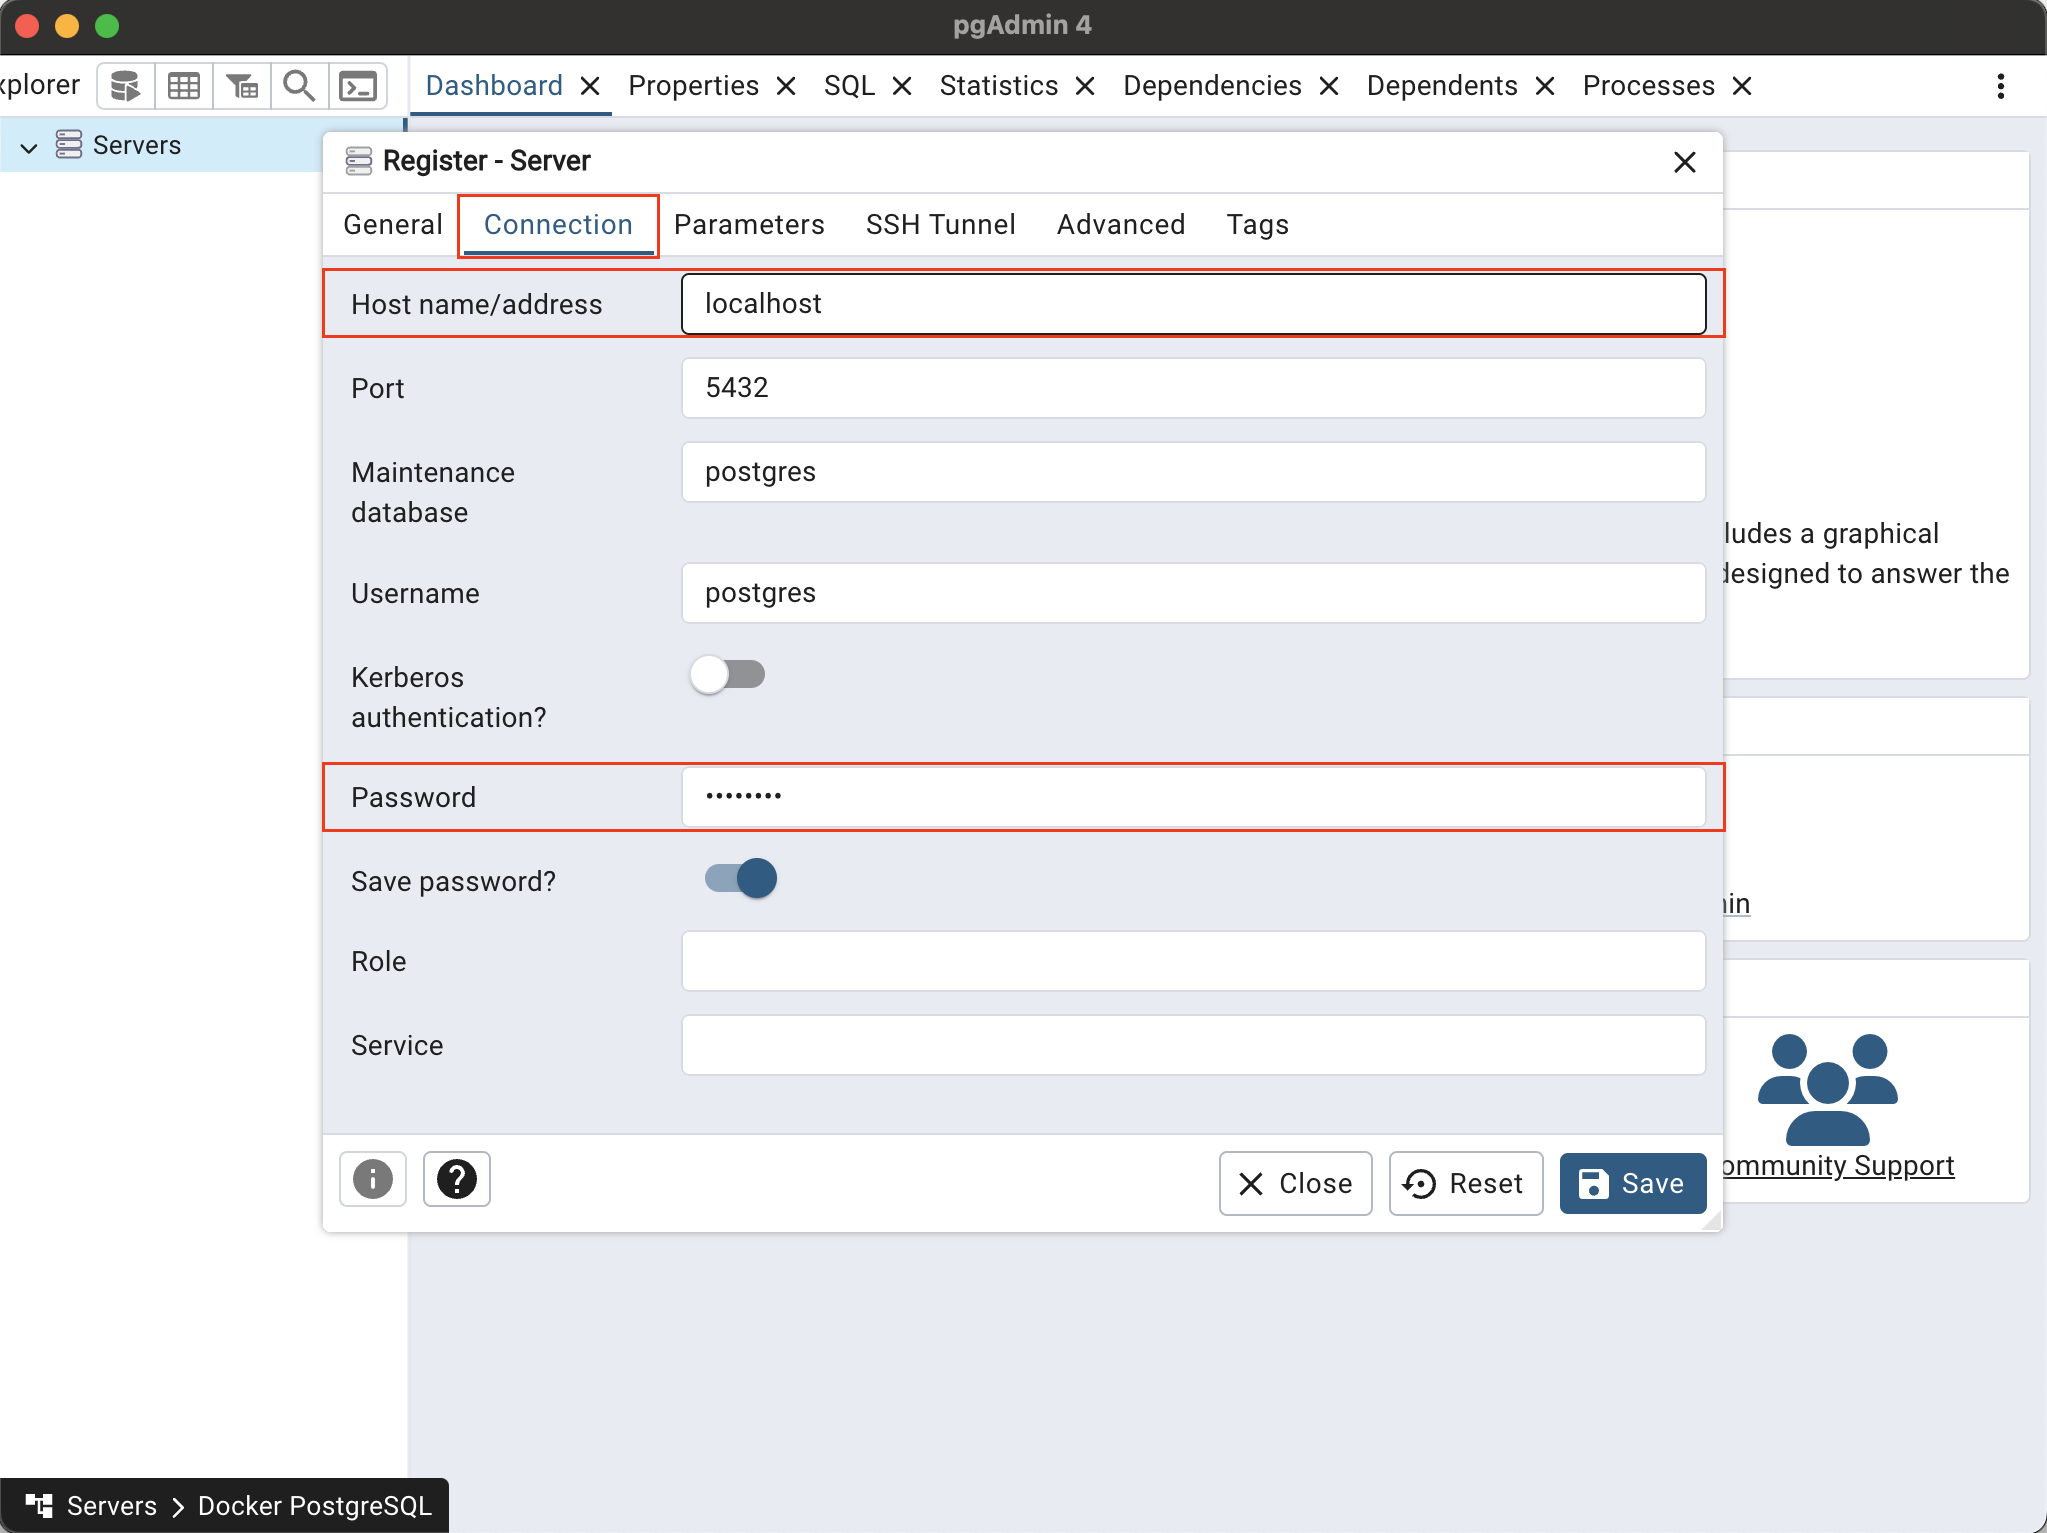 pgAdmin 4
xplorer
Dashboard Properties SQL Statistics Dependencies Dependents Processes
Servers
Register - Server
General Connection Parameters SSH Tunnel Advanced Tags
Host name/address localhost
Port 5432
Maintenance database postgres
Username postgres
Kerberos
authentication?
Password ••••••••
Save password?
Role
Service
Close Reset Save
ludes a graphical
designed to answer the
in
ommunity Support
Servers > Docker PostgreSQL